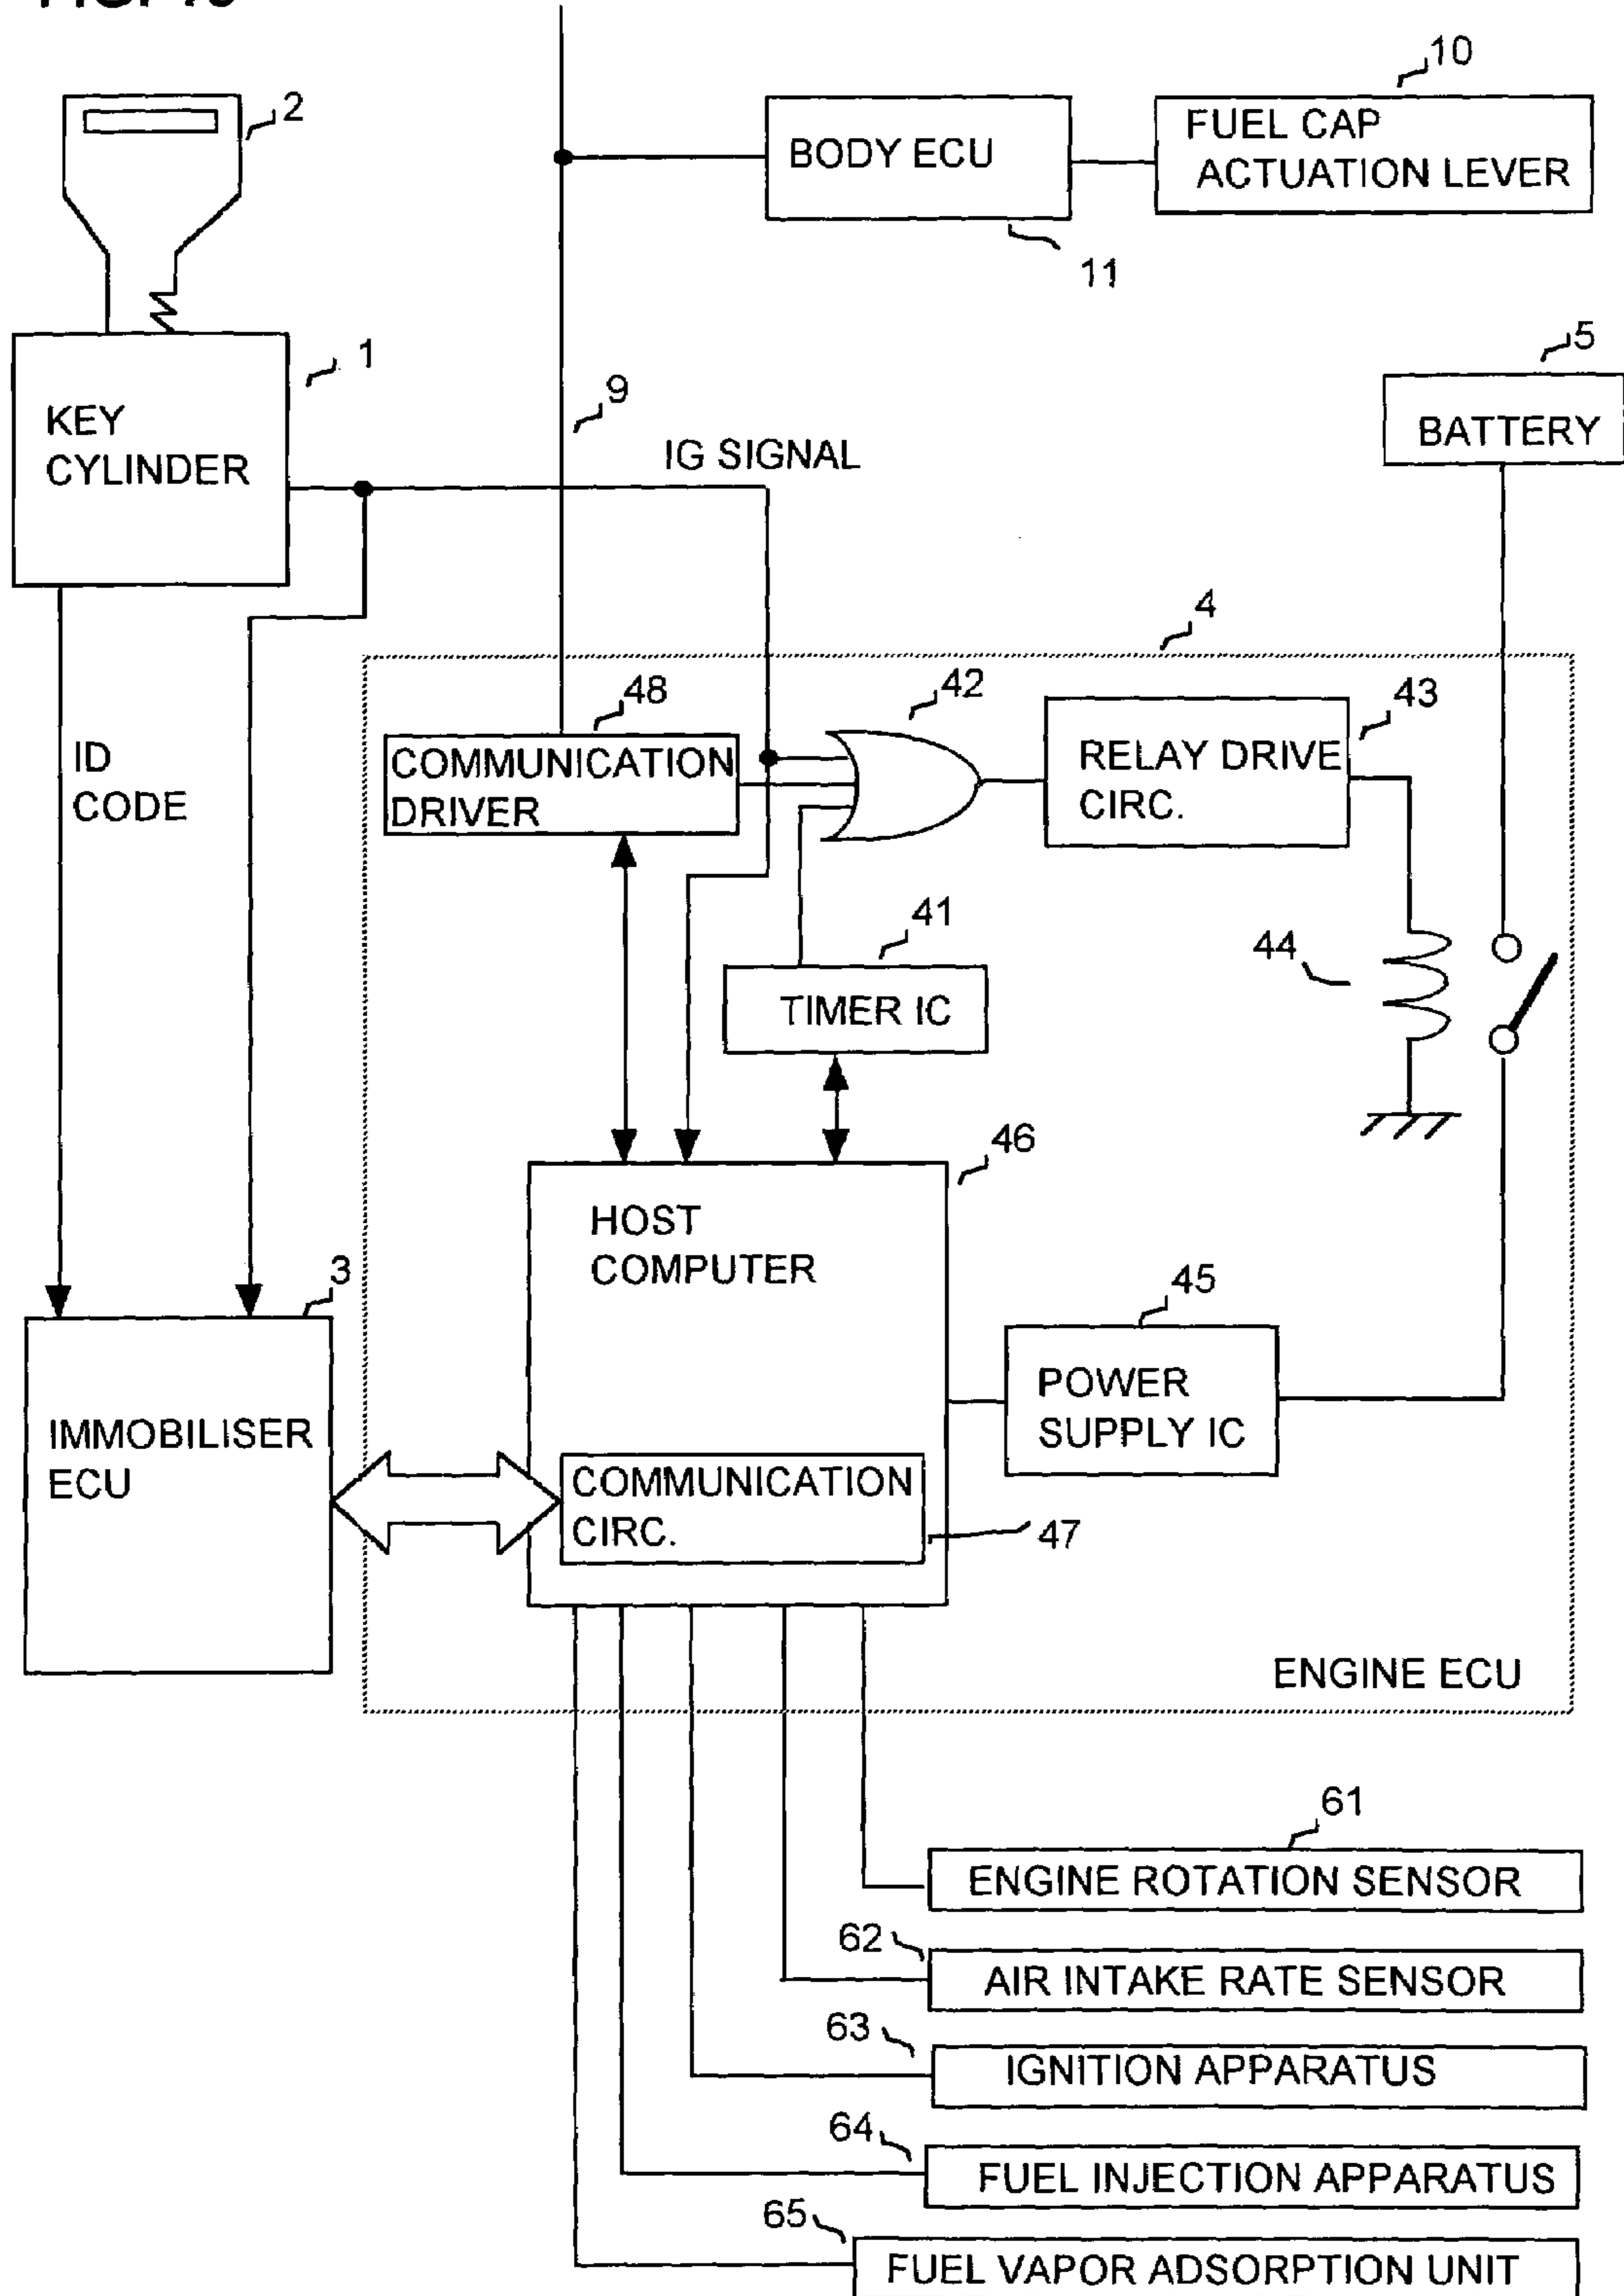 2
10
BODY ECU
FUEL CAP
ACTUATION LEVER
11
1
5
KEY
CYLINDER
9
BATTERY
IG SIGNAL
4
48
42
43
ID
CODE
COMMUNICATION
DRIVER
RELAY DRIVE
CIRC.
41
44
TIMER IC
46
HOST
COMPUTER
3
45
IMMOBILISER
ECU
POWER
SUPPLY IC
COMMUNICATION
CIRC.
47
ENGINE ECU
61
ENGINE ROTATION SENSOR
62
AIR INTAKE RATE SENSOR
63
IGNITION APPARATUS
64
FUEL INJECTION APPARATUS
65
FUEL VAPOR ADSORPTION UNIT